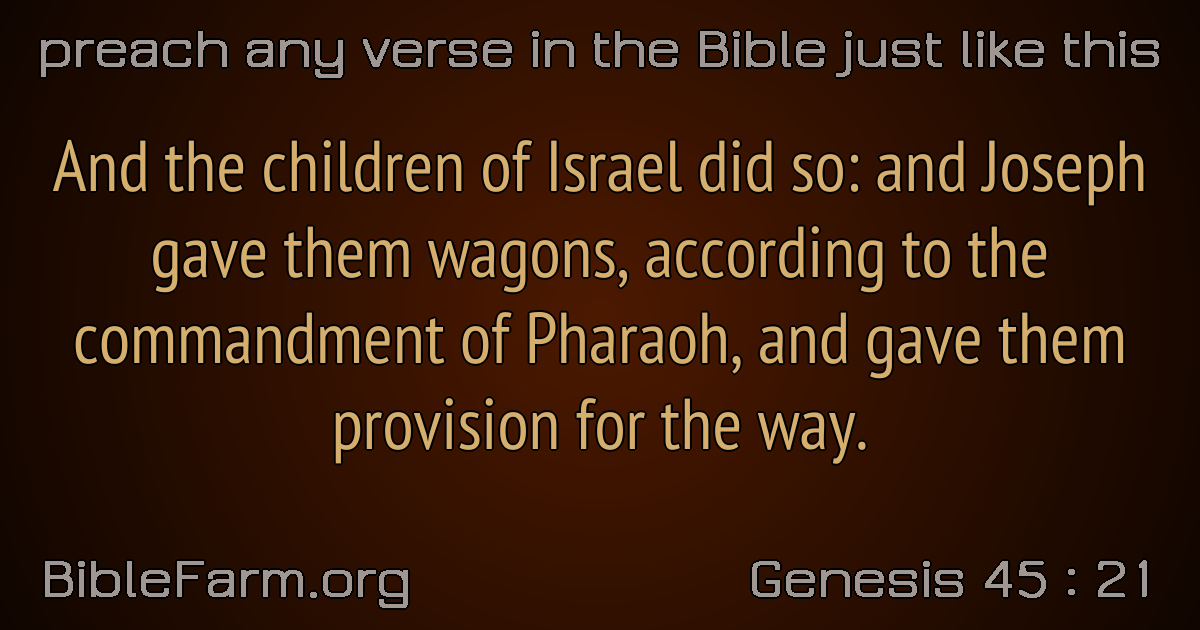 preach any verse in the Bible just like this
And the children of Israel did so: and Joseph
gave them wagons, according to the
commandment of Pharaoh, and gave them
provision for the way.
BibleFarm.org
Genesis 45 : 21